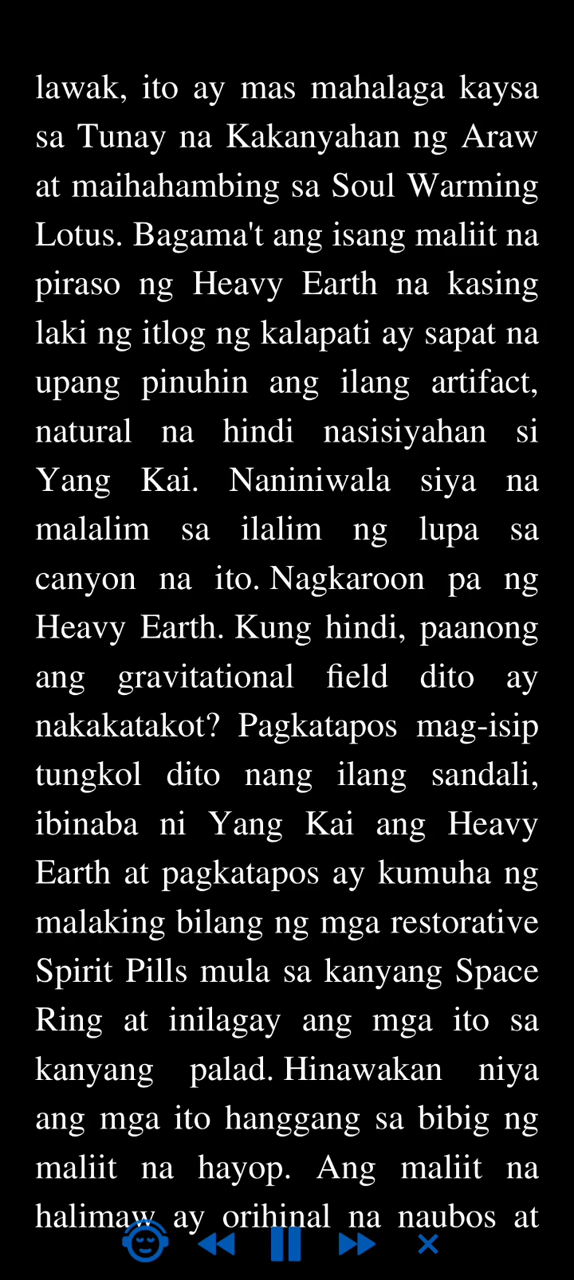 lawak, ito ay mas mahalaga kaysa
sa Tunay na Kakanyahan ng Araw
at maihahambing sa Soul Warming
Lotus. Bagama't ang isang maliit na
piraso ng Heavy Earth na kasing
laki ng itlog ng kalapati ay sapat na
upang pinuhin ang ilang artifact,
natural na hindi nasisiyahan si
Yang Kai. Naniniwala siya na
malalim sa ilalim ng lupa sa
canyon na ito. Nagkaroon pa ng
Heavy Earth. Kung hindi, paanong
ang gravitational field dito ay
nakakatakot? Pagkatapos mag-isip
tungkol dito nang ilang sandali,
ibinaba ni Yang Kai ang Heavy
Earth at pagkatapos ay kumuha ng
malaking bilang ng mga restorative
Spirit Pills mula sa kanyang Space
Ring at inilagay ang mga ito sa
kanyang palad. Hinawakan niya
ang mga ito hanggang sa bibig ng
maliit na hayop. Ang maliit na
halimaw ay orihinal na naubos at